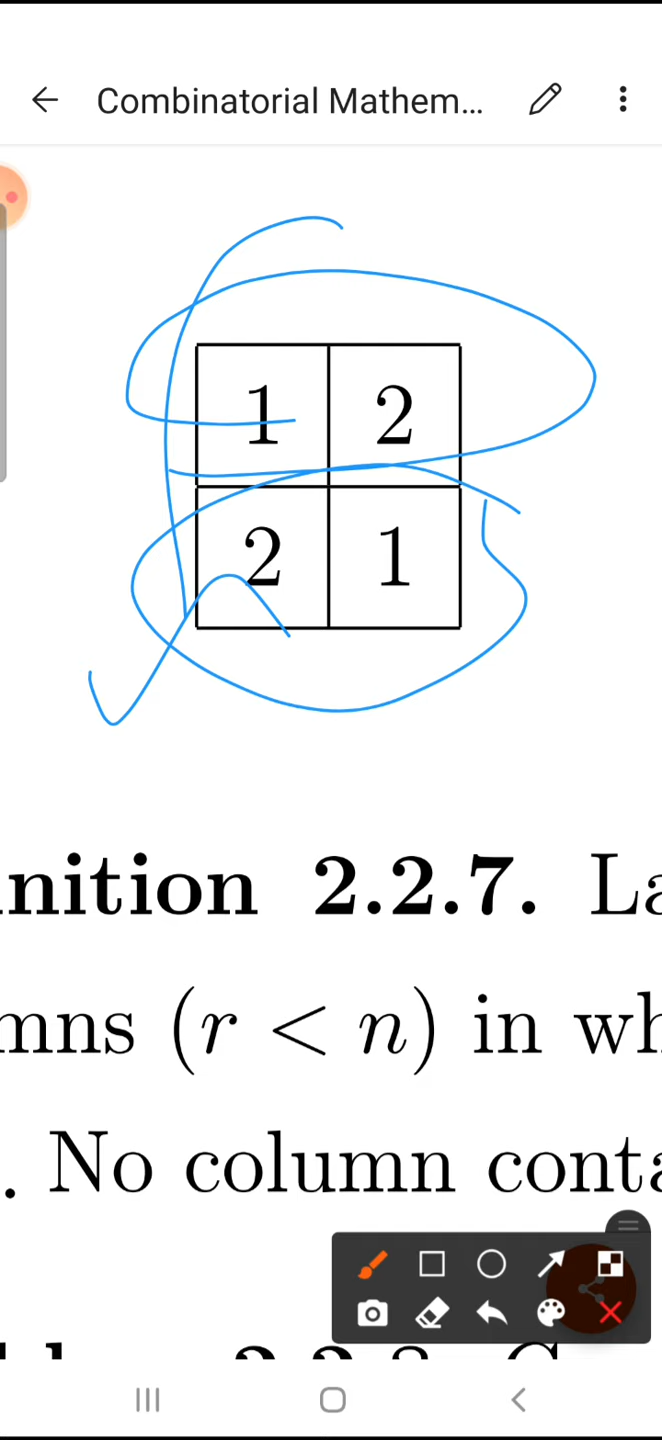 Combinatorial Mathem...
1 2
2 1
nition 2.2.7. La
mns (r < n) in wh
. No column conta